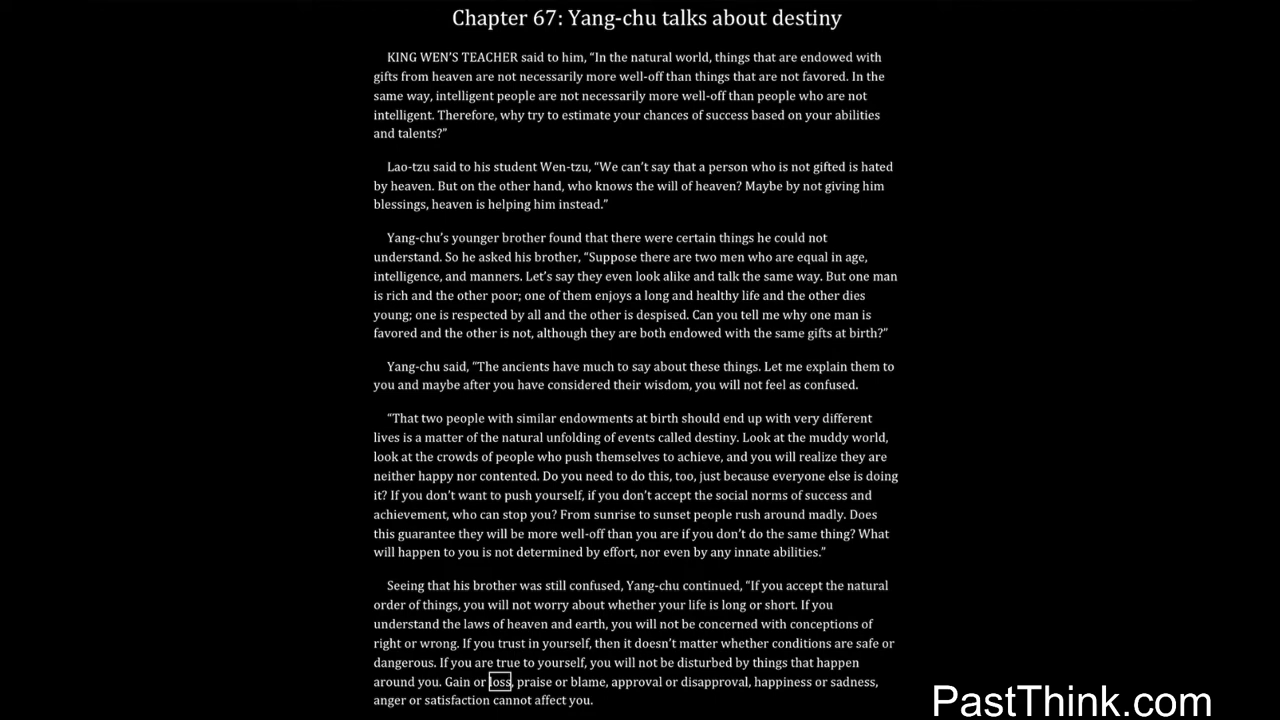 Chapter 67: Yang-chu talks about destiny
KING WEN'S TEACHER said to him, “In the natural world, things that are endowed with
gifts from heaven are not necessarily more well-off than things that are not favored. In the
same way, intelligent people are not necessarily more well-off than people who are not
intelligent. Therefore, why try to estimate your chances of success based on your abilities
and talents?”
Lao-tzu said to his student Wen-tzu, “We can’t say that a person who is not gifted is hated
by heaven. But on the other hand, who knows the will of heaven? Maybe by not giving him
blessings, heaven is helping him instead.”
Yang-chu’s younger brother found that there were certain things he could not
understand. So he asked his brother, “Suppose there are two men who are equal in age,
intelligence, and manners. Let’s say they even look alike and talk the same way. But one man
is rich and the other poor; one of them enjoys a long and healthy life and the other dies
young; one is respected by all and the other is despised. Can you tell me why one man is
favored and the other is not, although they are both endowed with the same gifts at birth?”
Yang-chu said, “The ancients have much to say about these things. Let me explain them to
you and maybe after you have considered their wisdom, you will not feel as confused.
“That two people with similar endowments at birth should end up with very different
lives is a matter of the natural unfolding of events called destiny. Look at the muddy world,
look at the crowds of people who push themselves to achieve, and you will realize they are
neither happy nor contented. Do you need to do this, too, just because everyone else is doing
it? If you don’t want to push yourself, if you don’t accept the social norms of success and
achievement, who can stop you? From sunrise to sunset people rush around madly. Does
this guarantee they will be more well-off than you are if you don’t do the same thing? What
will happen to you is not determined by effort, nor even by any innate abilities.”
Seeing that his brother was still confused, Yang-chu continued, “If you accept the natural
order of things, you will not worry about whether your life is long or short. If you
understand the laws of heaven and earth, you will not be concerned with conceptions of
right or wrong. If you trust in yourself, then it doesn’t matter whether conditions are safe or
dangerous. If you are true to yourself, you will not be disturbed by things that happen
around you. Gain or loss, praise or blame, approval or disapproval, happiness or sadness,
anger or satisfaction cannot affect you.
PastThink.com